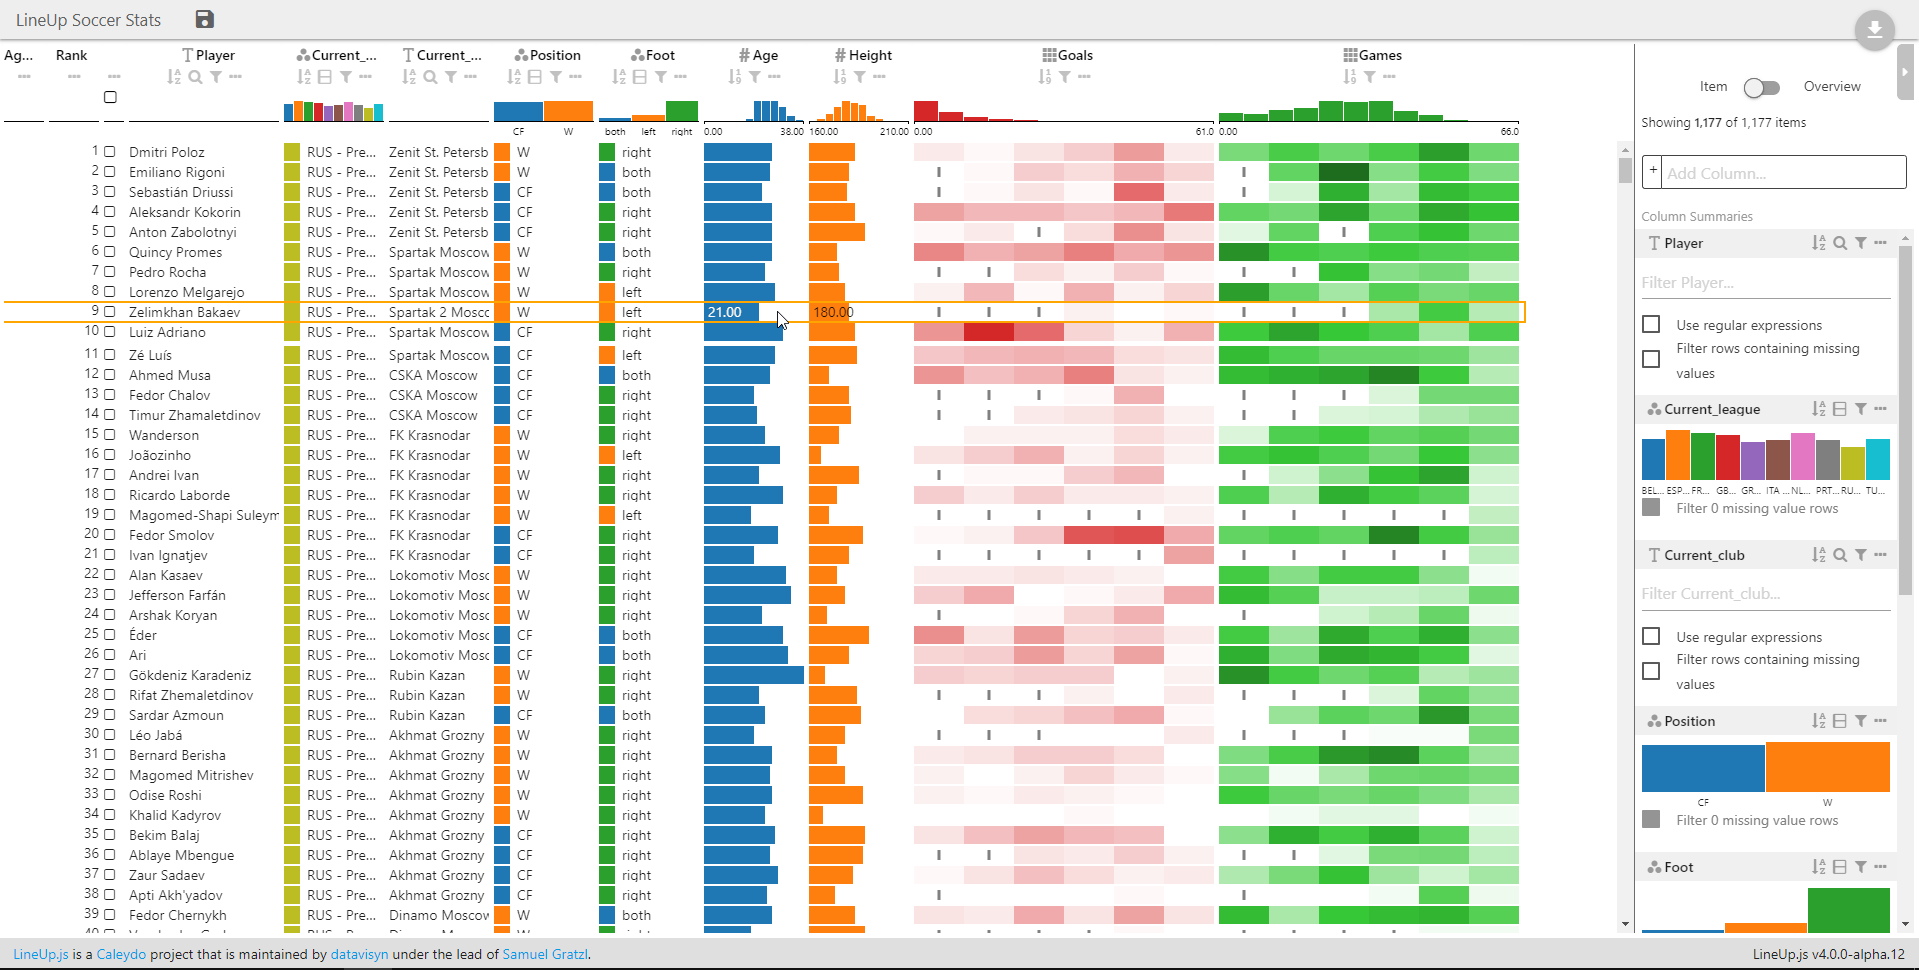 LineUp Soccer Stats
Ag... Rank Player Current_... Current_... Position Foot Age Height Goals Games
CF W both left right 0.00 38.00 160.00 210.00 0.00 61.0 0.00 66.0
1 Dmitri Poloz RUS - Pre... Zenit St. Petersb W right
2 Emiliano Rigoni RUS - Pre... Zenit St. Petersb W both
3 Sebastián Driussi RUS - Pre... Zenit St. Petersb CF both
4 Aleksandr Kokorin RUS - Pre... Zenit St. Petersb CF right
5 Anton Zabolotnyi RUS - Pre... Zenit St. Petersb CF right
6 Quincy Promes RUS - Pre... Spartak Moscow W both
7 Pedro Rocha RUS - Pre... Spartak Moscow W right
8 Lorenzo Melgarejo RUS - Pre... Spartak Moscow W left
9 Zelimkhan Bakaev RUS - Pre... Spartak 2 Mosco W left 21.00 180.00
10 Luiz Adriano RUS - Pre... Spartak Moscow CF right
11 Zé Luís RUS - Pre... Spartak Moscow CF left
12 Ahmed Musa RUS - Pre... CSKA Moscow CF both
13 Fedor Chalov RUS - Pre... CSKA Moscow CF right
14 Timur Zhamaletdinov RUS - Pre... CSKA Moscow CF right
15 Wanderson RUS - Pre... FK Krasnodar W right
16 Joãozinho RUS - Pre... FK Krasnodar W left
17 Andrei Ivan RUS - Pre... FK Krasnodar W right
18 Ricardo Laborde RUS - Pre... FK Krasnodar W right
19 Magomed-Shapi Suleym RUS - Pre... FK Krasnodar W left
20 Fedor Smolov RUS - Pre... FK Krasnodar CF right
21 Ivan Ignatjev RUS - Pre... FK Krasnodar CF right
22 Alan Kasaev RUS - Pre... Lokomotiv Mosc W right
23 Jefferson Farfán RUS - Pre... Lokomotiv Mosc W right
24 Arshak Koryan RUS - Pre... Lokomotiv Mosc W right
25 Éder RUS - Pre... Lokomotiv Mosc CF both
26 Ari RUS - Pre... Lokomotiv Mosc CF both
27 Gökdeniz Karadeniz RUS - Pre... Rubin Kazan W right
28 Rifat Zhemaletdinov RUS - Pre... Rubin Kazan W right
29 Sardar Azmoun RUS - Pre... Rubin Kazan CF both
30 Léo Jabá RUS - Pre... Akhmat Grozny W right
31 Bernard Berisha RUS - Pre... Akhmat Grozny W right
32 Magomed Mitrishev RUS - Pre... Akhmat Grozny W right
33 Odise Roshi RUS - Pre... Akhmat Grozny W right
34 Khalid Kadyrov RUS - Pre... Akhmat Grozny W right
35 Bekim Balaj RUS - Pre... Akhmat Grozny CF right
36 Ablaye Mbengue RUS - Pre... Akhmat Grozny CF right
37 Zaur Sadaev RUS - Pre... Akhmat Grozny CF right
38 Apti Akh'yadov RUS - Pre... Akhmat Grozny CF right
39 Fedor Chernykh RUS - Pre... Dinamo Moscow W both
Item Overview
Showing 1,177 of 1,177 items
+ Add Column...
Column Summaries
Player
Filter Player...
Use regular expressions
Filter rows containing missing
values
Current_league
BEL... ESP... FR... GB... GR... ITA ... NL... PRT... RU... TU...
Filter 0 missing value rows
Current_club
Filter Current_club...
Use regular expressions
Filter rows containing missing
values
Position
CF W
Filter 0 missing value rows
Foot
LineUp.js is a Caleydo project that is maintained by datavisyn under the lead of Samuel Gratzl.
LineUp.js v4.0.0-alpha.12